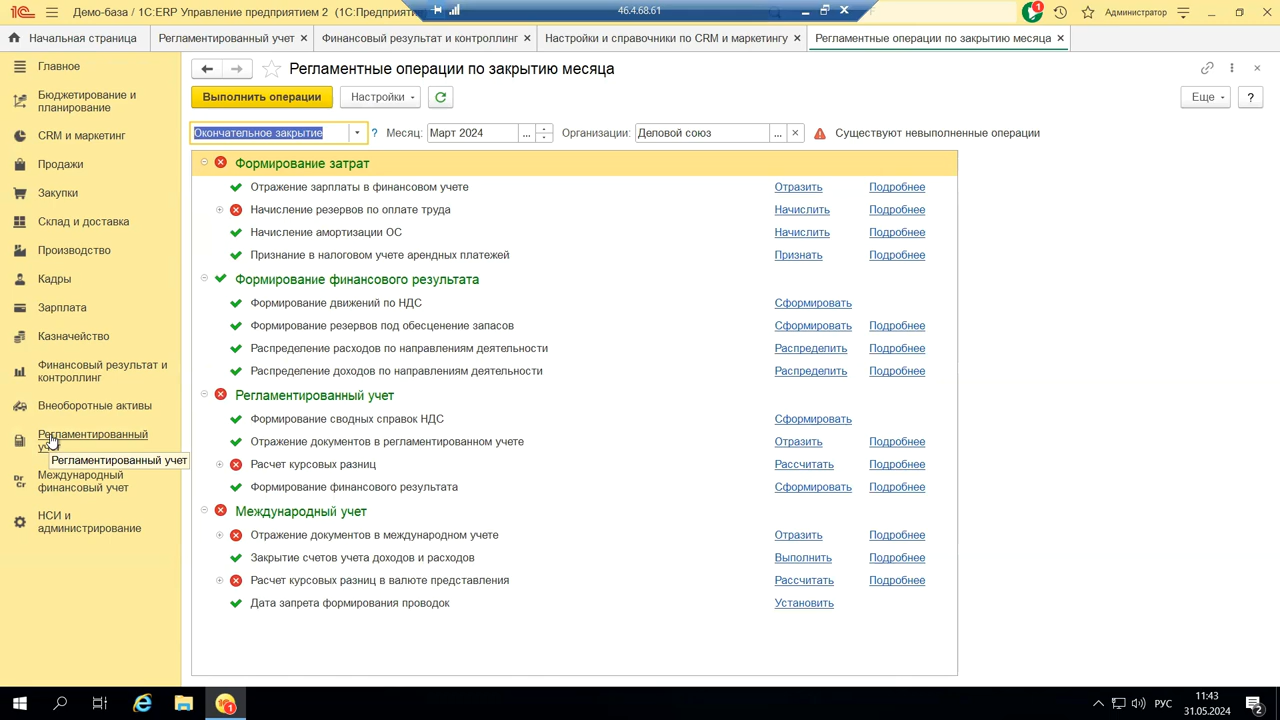 Демо-база / 1С:ERP Управление предприятием 2 (1С:Предприяти
46.4.68.61
1
Администратор
Начальная страница
Регламентированный учет ×
Финансовый результат и контроллинг ×
Настройки и справочники по CRM и маркетингу ×
Регламентные операции по закрытию месяца ×
Главное
Бюджетирование и
планирование
CRM и маркетинг
Продажи
Закупки
Склад и доставка
Производство
Кадры
Зарплата
Казначейство
Финансовый результат и
контроллинг
Внеоборотные активы
Регламентированный
Регламентированный учет
Международный
финансовый учет
НСИ и
администрирование
Регламентные операции по закрытию месяца
Выполнить операции
Настройки
Еще
?
Окончательное закрытие
? Месяц: Март 2024 ... Организации: Деловой союз ... × Существуют невыполненные операции
Формирование затрат
Отражение зарплаты в финансовом учете Отразить Подробнее
Начисление резервов по оплате труда Начислить Подробнее
Начисление амортизации ОС Начислить Подробнее
Признание в налоговом учете арендных платежей Признать Подробнее
Формирование финансового результата
Формирование движений по НДС Сформировать
Формирование резервов под обесценение запасов Сформировать Подробнее
Распределение расходов по направлениям деятельности Распределить Подробнее
Распределение доходов по направлениям деятельности Распределить Подробнее
Регламентированный учет
Формирование сводных справок НДС Сформировать
Отражение документов в регламентированном учете Отразить Подробнее
Расчет курсовых разниц Рассчитать Подробнее
Формирование финансового результата Сформировать Подробнее
Международный учет
Отражение документов в международном учете Отразить Подробнее
Закрытие счетов учета доходов и расходов Выполнить Подробнее
Расчет курсовых разниц в валюте представления Рассчитать Подробнее
Дата запрета формирования проводок Установить
1
РУС
11:43
31.05.2024
2